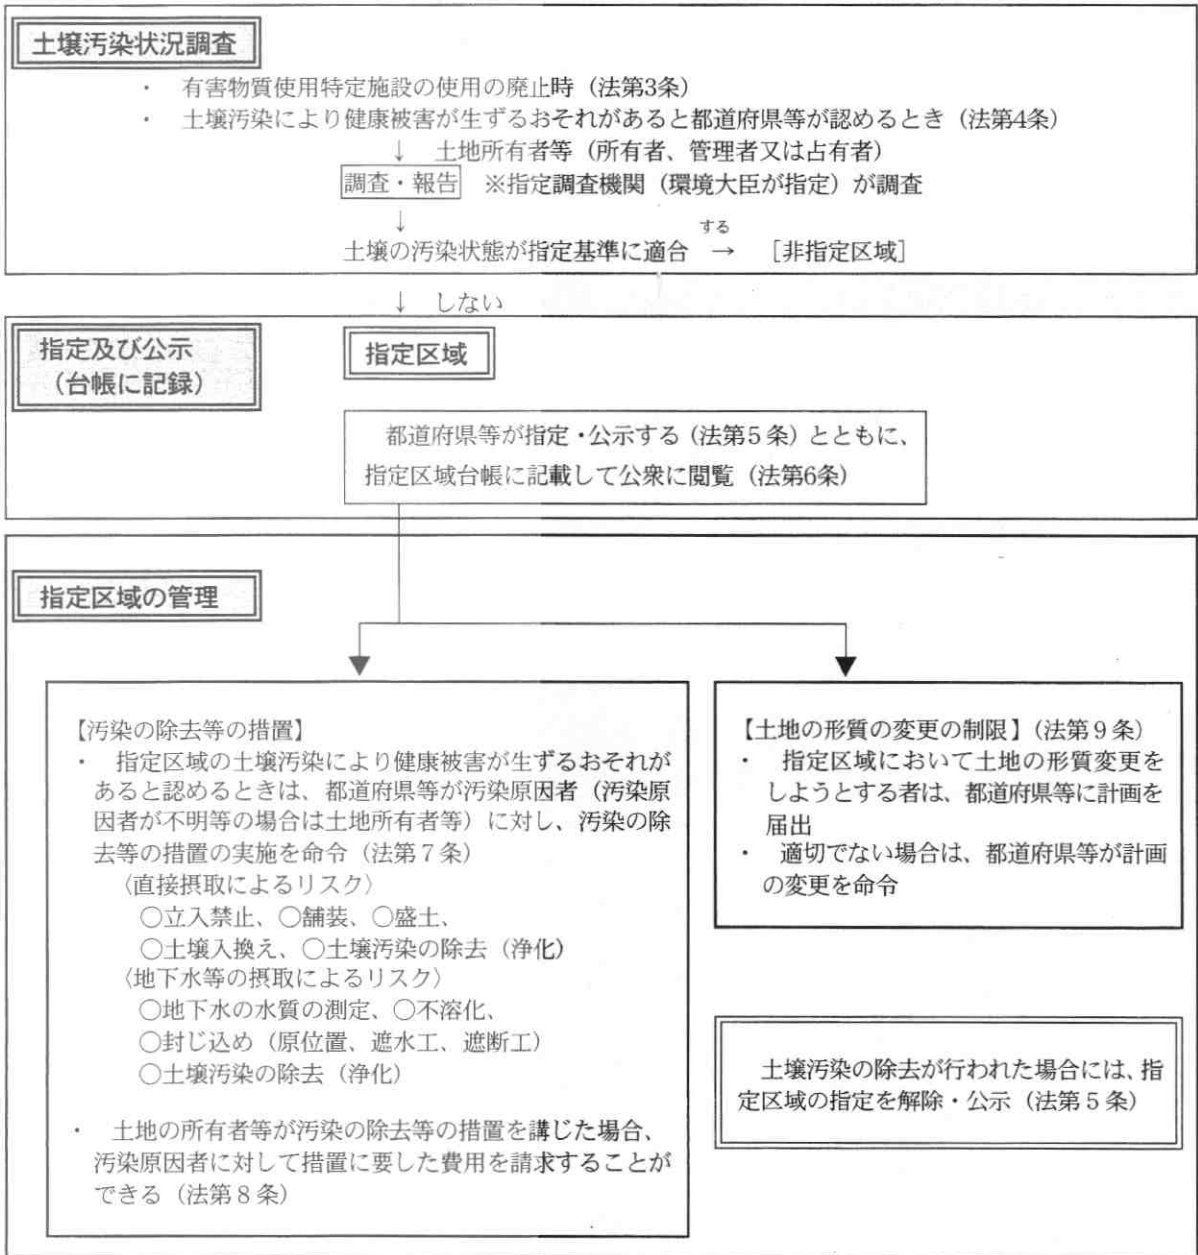 土壌汚染状況調査
・ 有害物質使用特定施設の使用の廃止時（法第3条）
・ 土壌汚染により健康被害が生ずるおそれがあると都道府県等が認めるとき（法第4条）
↓ 土地所有者等（所有者、管理者又は占有者）
調査・報告 ※指定調査機関（環境大臣が指定）が調査
↓
する
土壌の汚染状態が指定基準に適合 → ［非指定区域］
↓ しない
指定及び公示
（台帳に記録）
指定区域
都道府県等が指定・公示する（法第５条）とともに、
指定区域台帳に記載して公衆に閲覧（法第6条）
指定区域の管理
【汚染の除去等の措置】
・ 指定区域の土壌汚染により健康被害が生ずるおそれが
あると認めるときは、都道府県等が汚染原因者（汚染原
因者が不明等の場合は土地所有者等）に対し、汚染の除
去等の措置の実施を命令（法第７条）
〈直接摂取によるリスク〉
○立入禁止、○舗装、○盛土、
○土壌入換え、○土壌汚染の除去（浄化）
〈地下水等の摂取によるリスク〉
○地下水の水質の測定、○不溶化、
○封じ込め（原位置、遮水工、遮断工）
○土壌汚染の除去（浄化）
・ 土地の所有者等が汚染の除去等の措置を講じた場合、
汚染原因者に対して措置に要した費用を請求することが
できる（法第８条）
【土地の形質の変更の制限】（法第９条）
・ 指定区域において土地の形質変更を
しようとする者は、都道府県等に計画を
届出
・ 適切でない場合は、都道府県等が計画
の変更を命令
土壌汚染の除去が行われた場合には、指
定区域の指定を解除・公示（法第５条）